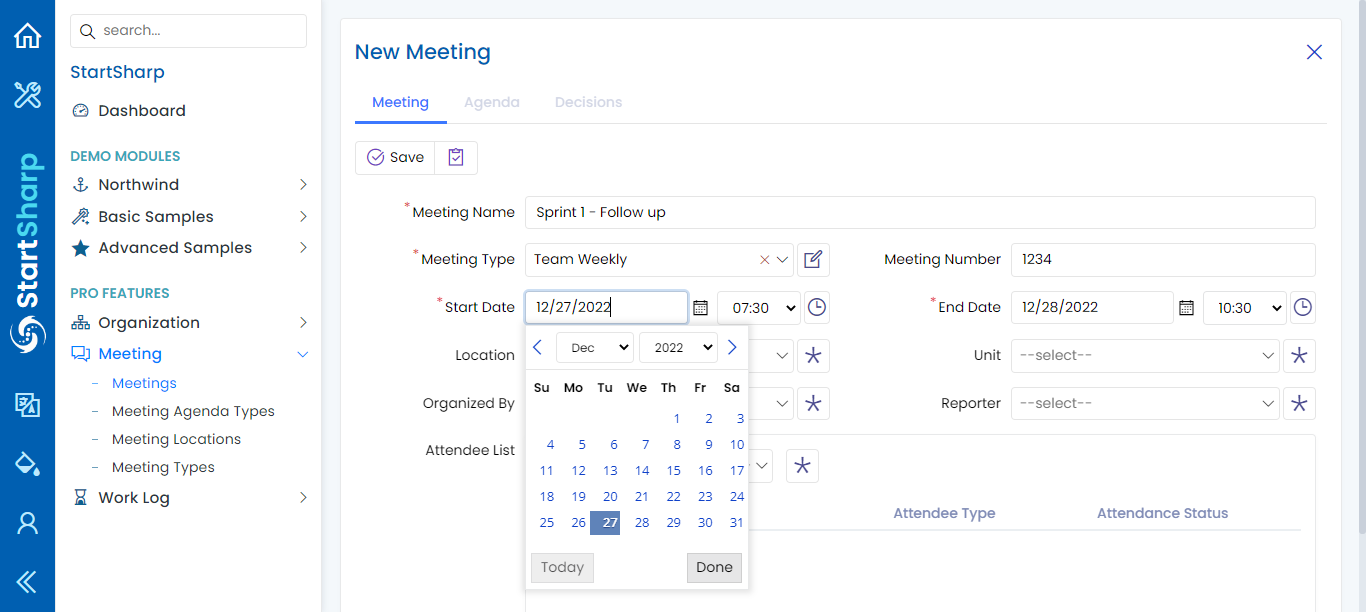 search...
StartSharp
Dashboard
DEMO MODULES
Northwind
Basic Samples
Advanced Samples
PRO FEATURES
Organization
Meeting
– Meetings
– Meeting Agenda Types
– Meeting Locations
– Meeting Types
Work Log
StartSharp
New Meeting
Meeting Agenda Decisions
Save
*Meeting Name Sprint 1 - Follow up
*Meeting Type Team Weekly Meeting Number 1234
*Start Date 12/27/2022 07:30 *End Date 12/28/2022 10:30
Location Unit --select--
Organized By Reporter --select--
Attendee List
Attendee Type Attendance Status
Dec 2022
Su Mo Tu We Th Fr Sa
1 2 3
4 5 6 7 8 9 10
11 12 13 14 15 16 17
18 19 20 21 22 23 24
25 26 27 28 29 30 31
Today Done